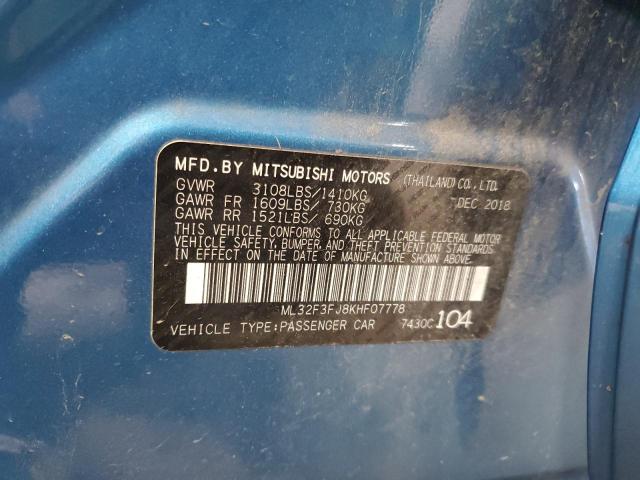 MFD. BY MITSUBISHI MOTORS (THAILAND) CO., LTD.
GVWR 3108LBS/1410KG DEC 2018
GAWR FR 1609LBS/ 730KG
GAWR RR 1521LBS/ 690KG
THIS VEHICLE CONFORMS TO ALL APPLICABLE FEDERAL MOTOR
VEHICLE SAFETY, BUMPER, AND THEFT PREVENTION STANDARDS
IN EFFECT ON THE DATE OF MANUFACTURE SHOWN ABOVE.
ML32F3FJ8KHF07778
VEHICLE TYPE:PASSENGER CAR 7430C 104